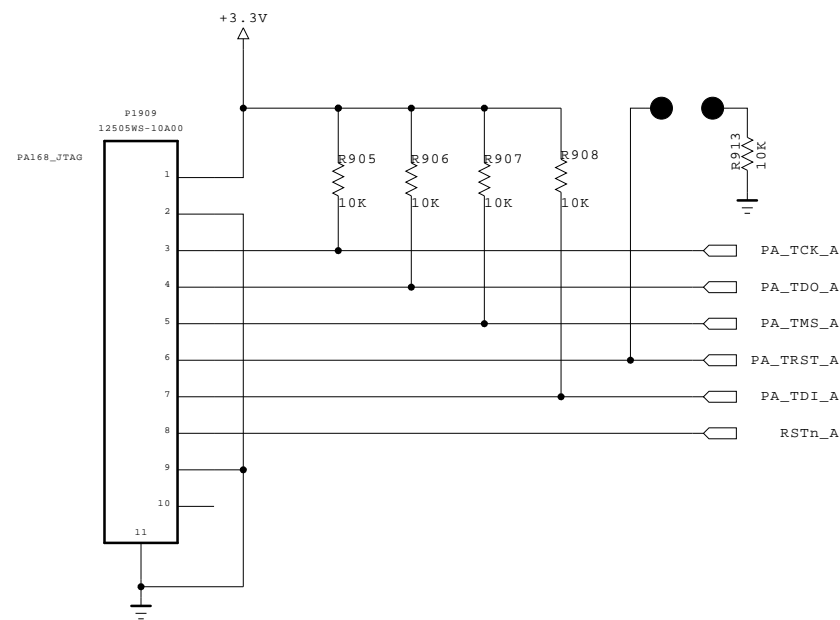 +3.3V
P1909
12505WS-10A00
PA168_JTAG
R905
R906
R907
R908
R913
10K
10K
10K
10K
10K
1
2
3
PA_TCK_A
4
PA_TDO_A
5
PA_TMS_A
6
PA_TRST_A
7
PA_TDI_A
8
RSTn_A
9
10
11